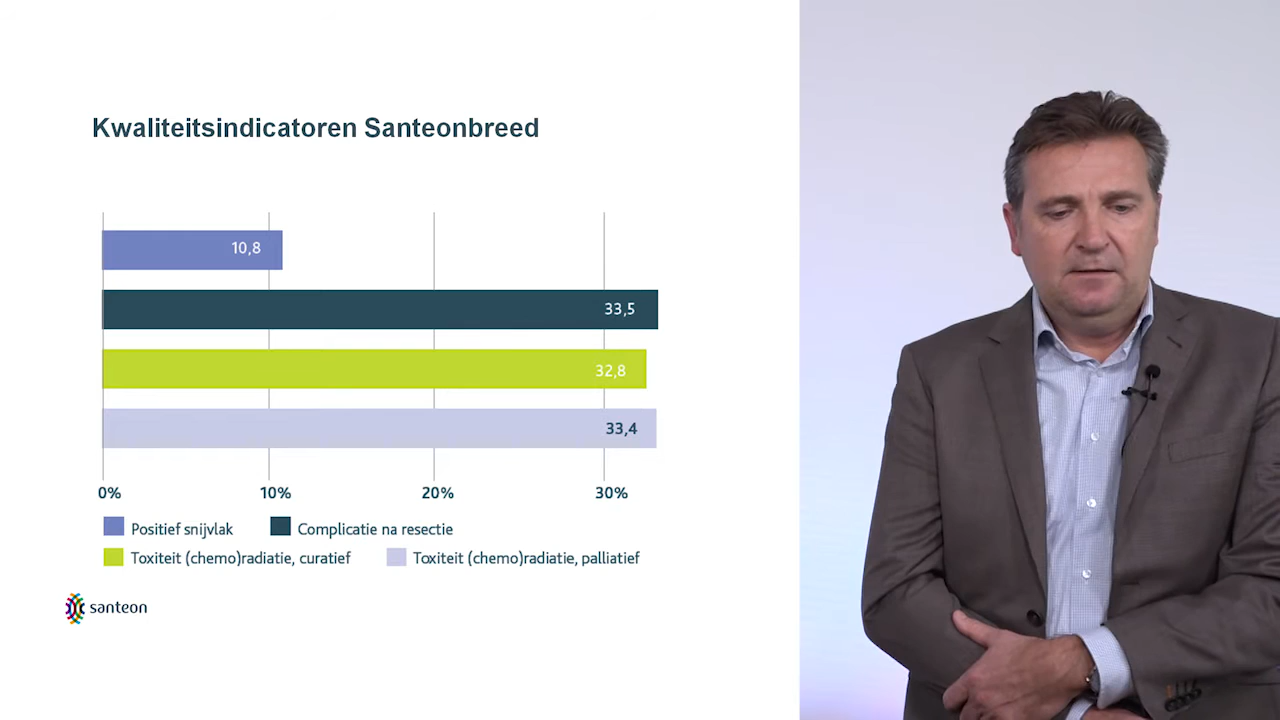 Kwaliteitsindicatoren Santeonbreed
10,8
33,5
32,8
33,4
0% 10% 20% 30%
Positief snijvlak Complicatie na resectie
Toxiteit (chemo)radiatie, curatief Toxiteit (chemo)radiatie, palliatief
santeon